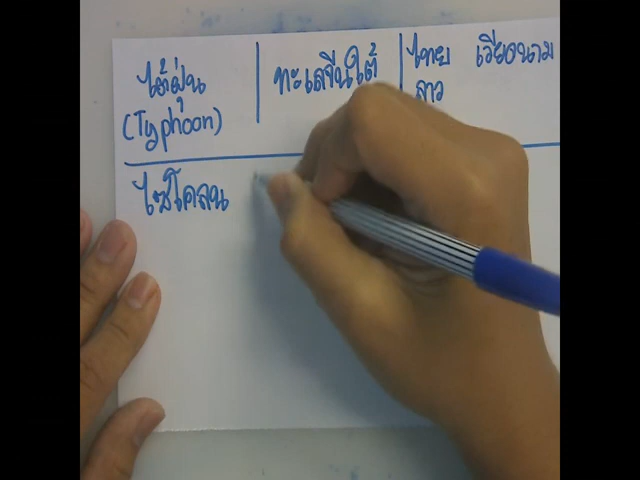 ไต้ฝุ่น
(Typhoon)
ทะเลจีนใต้
ไทย เวียดนาม
ลาว
ไซโคลน